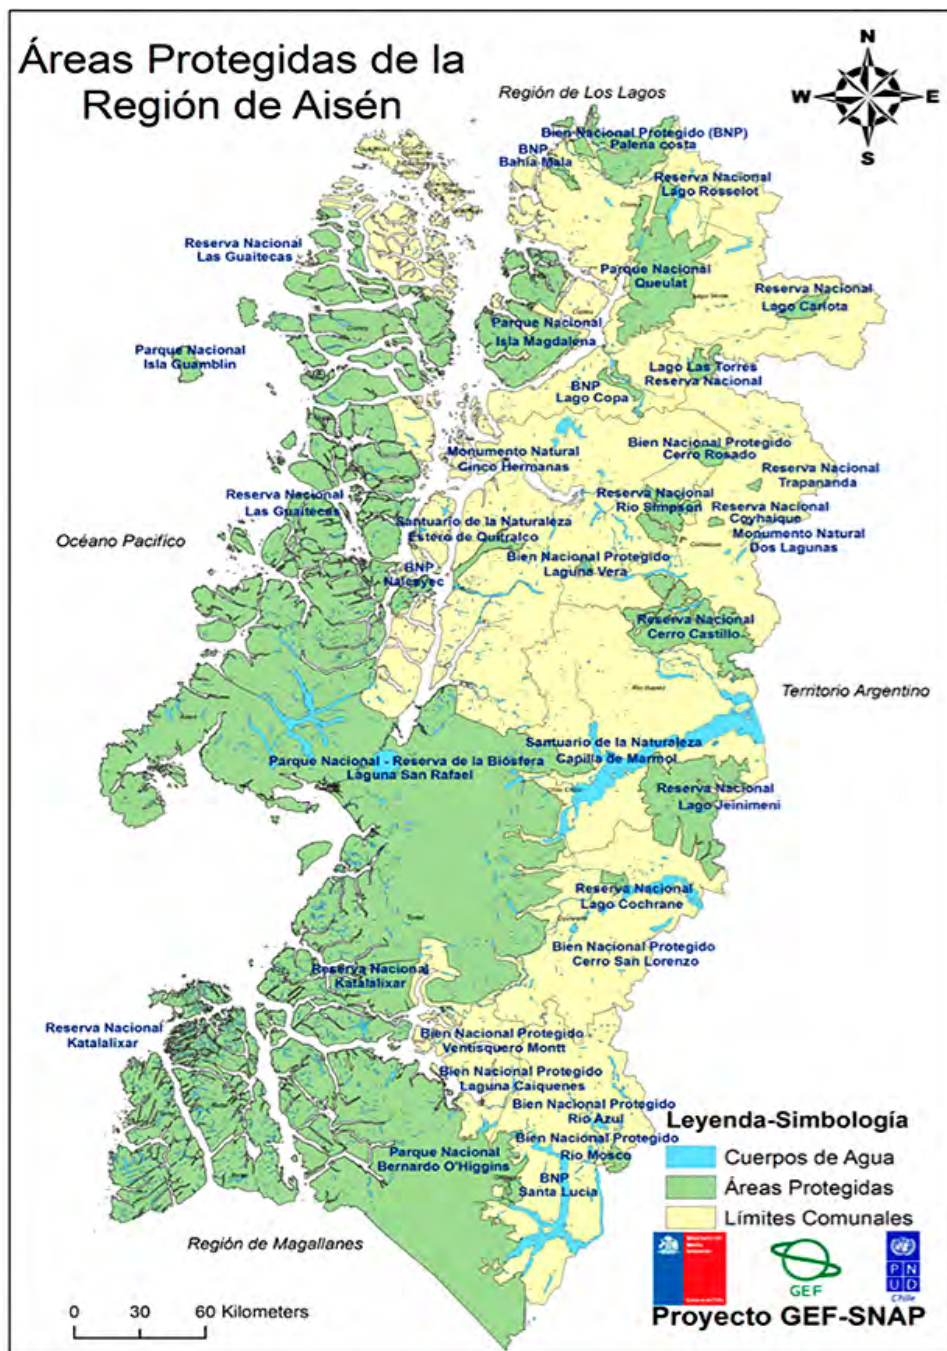 Áreas Protegidas de la
Región de Aisén
N
W
E
S
Región de Los Lagos
Bien Nacional Protegido (BNP)
Palena costa
BNP
Bahía Mala
Reserva Nacional
Lago Rosselot
Reserva Nacional
Las Guaitecas
Parque Nacional
Queulat
Reserva Nacional
Lago Carlota
Parque Nacional
Isla Magdalena
Parque Nacional
Isla Guamblin
Lago Las Torres
Reserva Nacional
BNP
Lago Copa
Bien Nacional Protegido
Cerro Rosado
Monumento Natural
Cinco Hermanas
Reserva Nacional
Trapananda
Reserva Nacional
Las Guaitecas
Reserva Nacional
Rio Simpson
Reserva Nacional
Coyhaique
Santuario de la Naturaleza
Estero de Quitralco
Monumento Natural
Dos Lagunas
Océano Pacifico
Bien Nacional Protegido
Laguna Vera
BNP
Nalcayec
Reserva Nacional
Cerro Castillo
Territorio Argentino
Santuario de la Naturaleza
Capilla de Marmol
Parque Nacional - Reserva de la Biósfera
Laguna San Rafael
Reserva Nacional
Lago Jeinimeni
Reserva Nacional
Lago Cochrane
Bien Nacional Protegido
Cerro San Lorenzo
Reserva Nacional
Katalalixar
Reserva Nacional
Katalalixar
Bien Nacional Protegido
Ventisquero Montt
Bien Nacional Protegido
Laguna Caiquenes
Bien Nacional Protegido
Rio Azul
Bien Nacional Protegido
Rio Mosco
Parque Nacional
Bernardo O'Higgins
BNP
Santa Lucia
Región de Magallanes
Leyenda-Simbología
Cuerpos de Agua
Áreas Protegidas
Límites Comunales
GEF
P N
U D
Chile
Proyecto GEF-SNAP
0 30 60 Kilometers